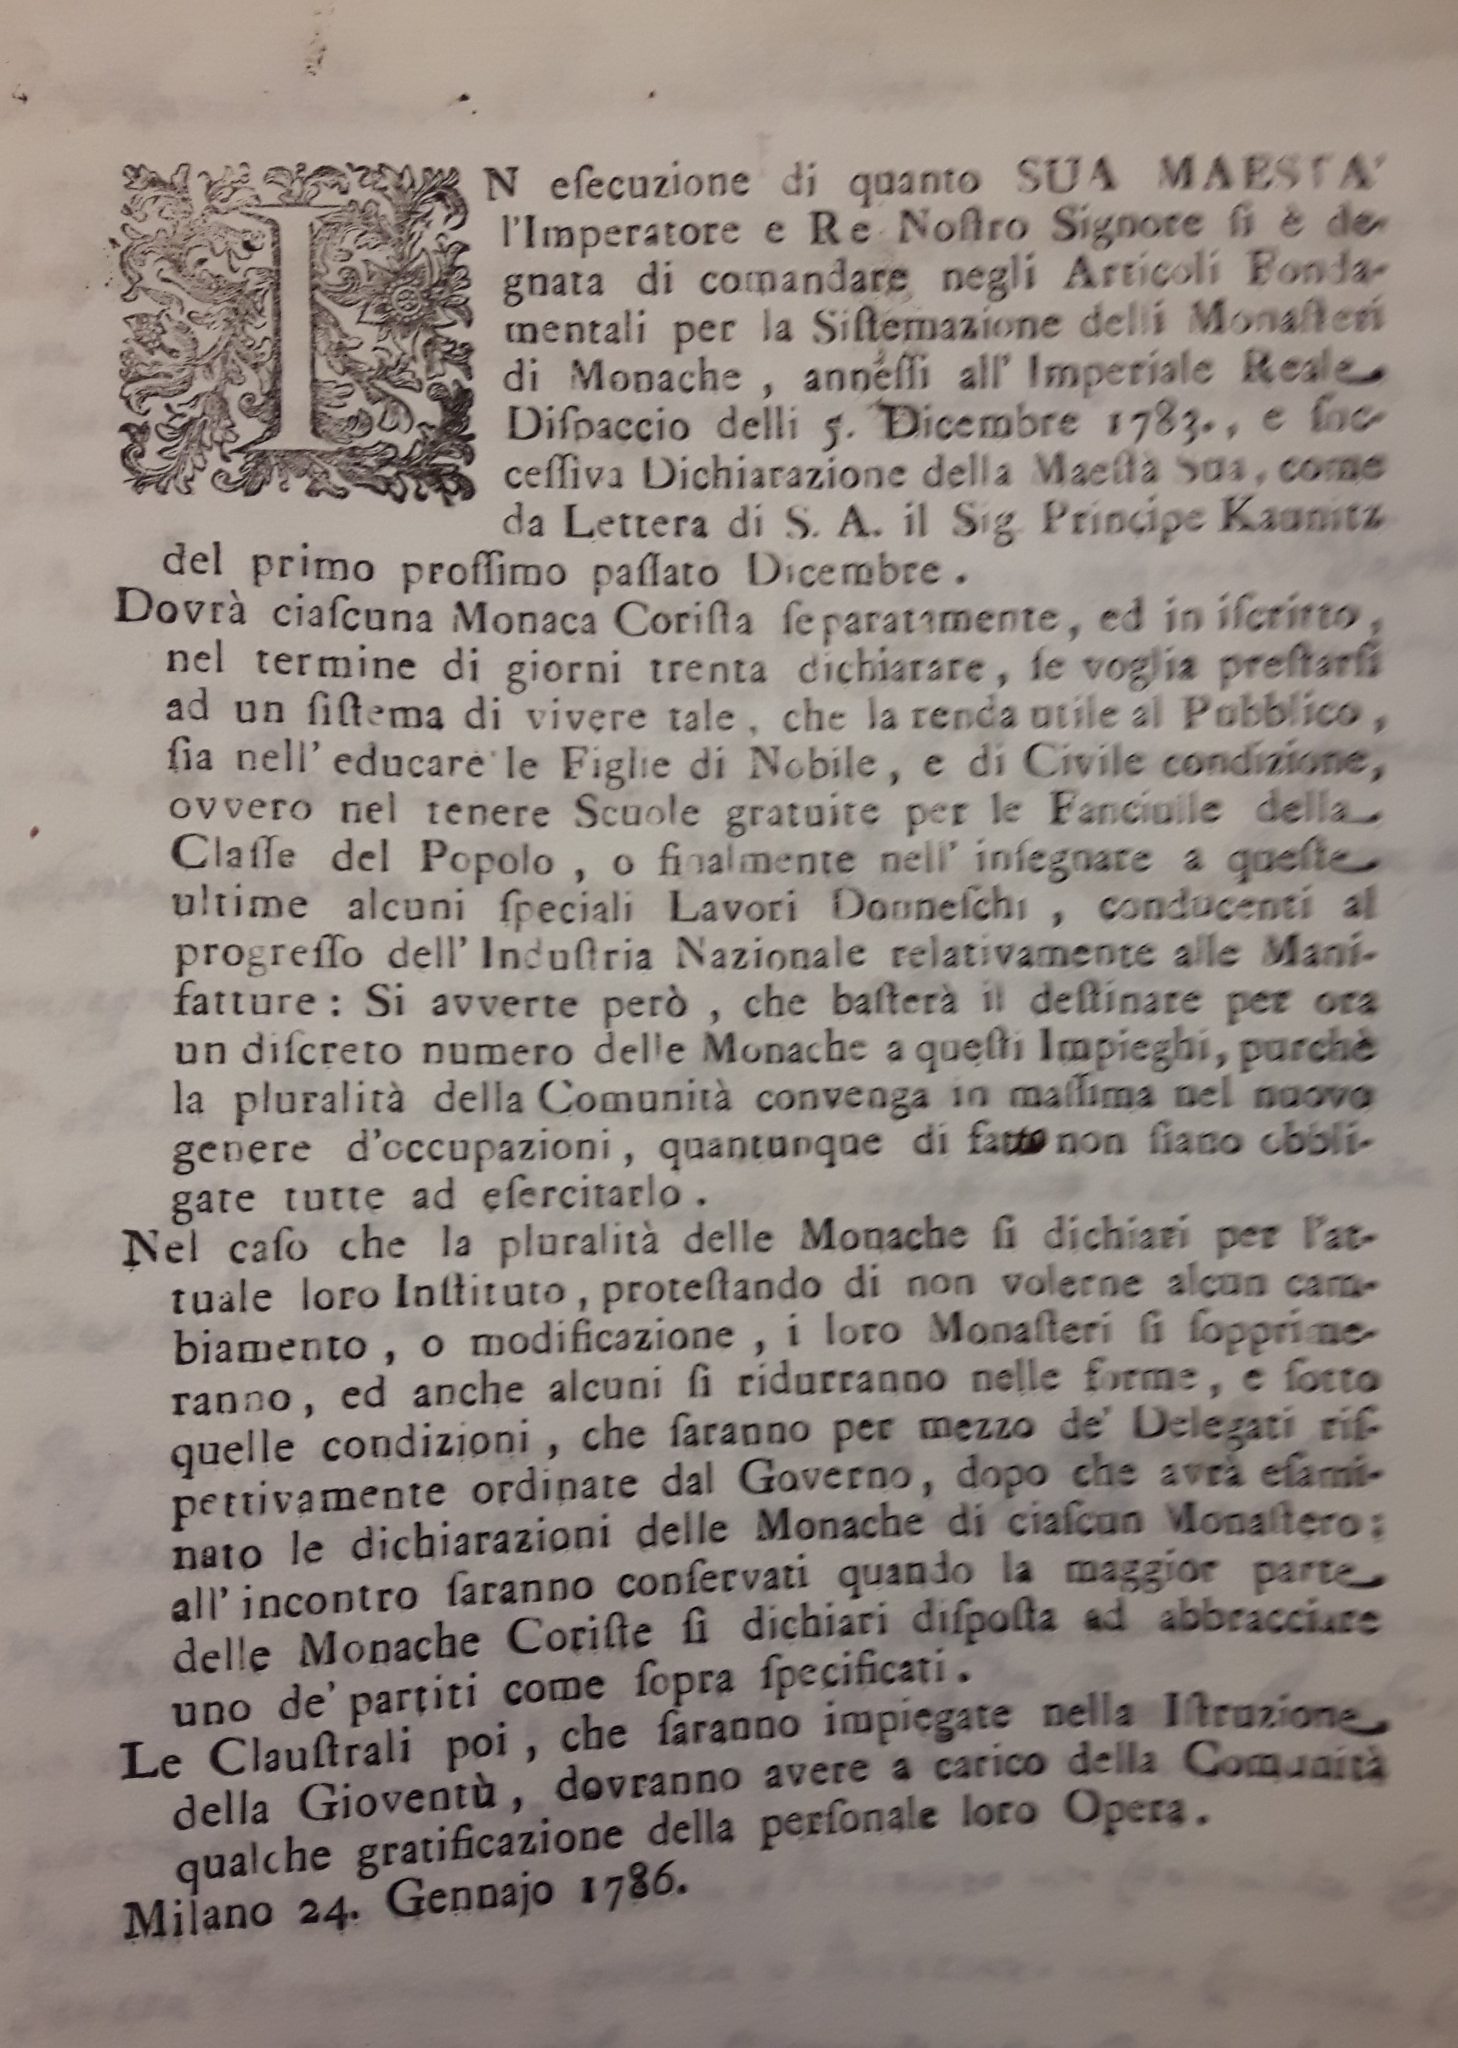 IN eſecuzione di quanto SUA MAESTA'
l'Imperatore e Re Noſtro Signore ſi è de-
gnata di comandare negli Articoli Fonda-
mentali per la Siſtemazione delli Monaſteri
di Monache, anneſſi all' Imperiale Reale
Diſpaccio delli 5. Dicembre 1783., e ſuc-
ceſſiva Dichiarazione della Maeſtà Sua, come
da Lettera di S. A. il Sig. Principe Kaunitz
del primo proſſimo paſſato Dicembre.
Dovrà ciaſcuna Monaca Coriſta ſeparatamente, ed in iſcritto,
nel termine di giorni trenta dichiarare, ſe voglia preſtarſi
ad un ſiſtema di vivere tale, che la renda utile al Pubblico,
ſia nell' educare le Figlie di Nobile, e di Civile condizione,
ovvero nel tenere Scuole gratuite per le Fanciulle della
Claſſe del Popolo, o finalmente nell' inſegnare a queſte
ultime alcuni ſpeciali Lavori Donneſchi, conducenti al
progreſſo dell' Induſtria Nazionale relativamente alle Mani-
fatture: Si avverte però, che baſterà il deſtinare per ora
un diſcreto numero delle Monache a queſti Impieghi, purchè
la pluralità della Comunità convenga in maſſima nel nuovo
genere d'occupazioni, quantunque di fatto non ſiano obbli-
gate tutte ad eſercitarlo.
Nel caſo che la pluralità delle Monache ſi dichiari per l'at-
tuale loro Inſtituto, proteſtando di non volerne alcun cam-
biamento, o modificazione, i loro Monaſteri ſi ſopprime-
ranno, ed anche alcuni ſi ridurranno nelle forme, e ſotto
quelle condizioni, che ſaranno per mezzo de' Delegati riſ-
pettivamente ordinate dal Governo, dopo che avrà eſami-
nato le dichiarazioni delle Monache di ciaſcun Monaſtero;
all' incontro ſaranno conſervati quando la maggior parte
delle Monache Coriſte ſi dichiari diſpoſta ad abbracciare
uno de' partiti come ſopra ſpecificati.
Le Clauſtrali poi, che ſaranno impiegate nella Iſtruzione
della Gioventù, dovranno avere a carico della Comunità
qualche gratificazione della perſonale loro Opera.
Milano 24. Gennajo 1786.